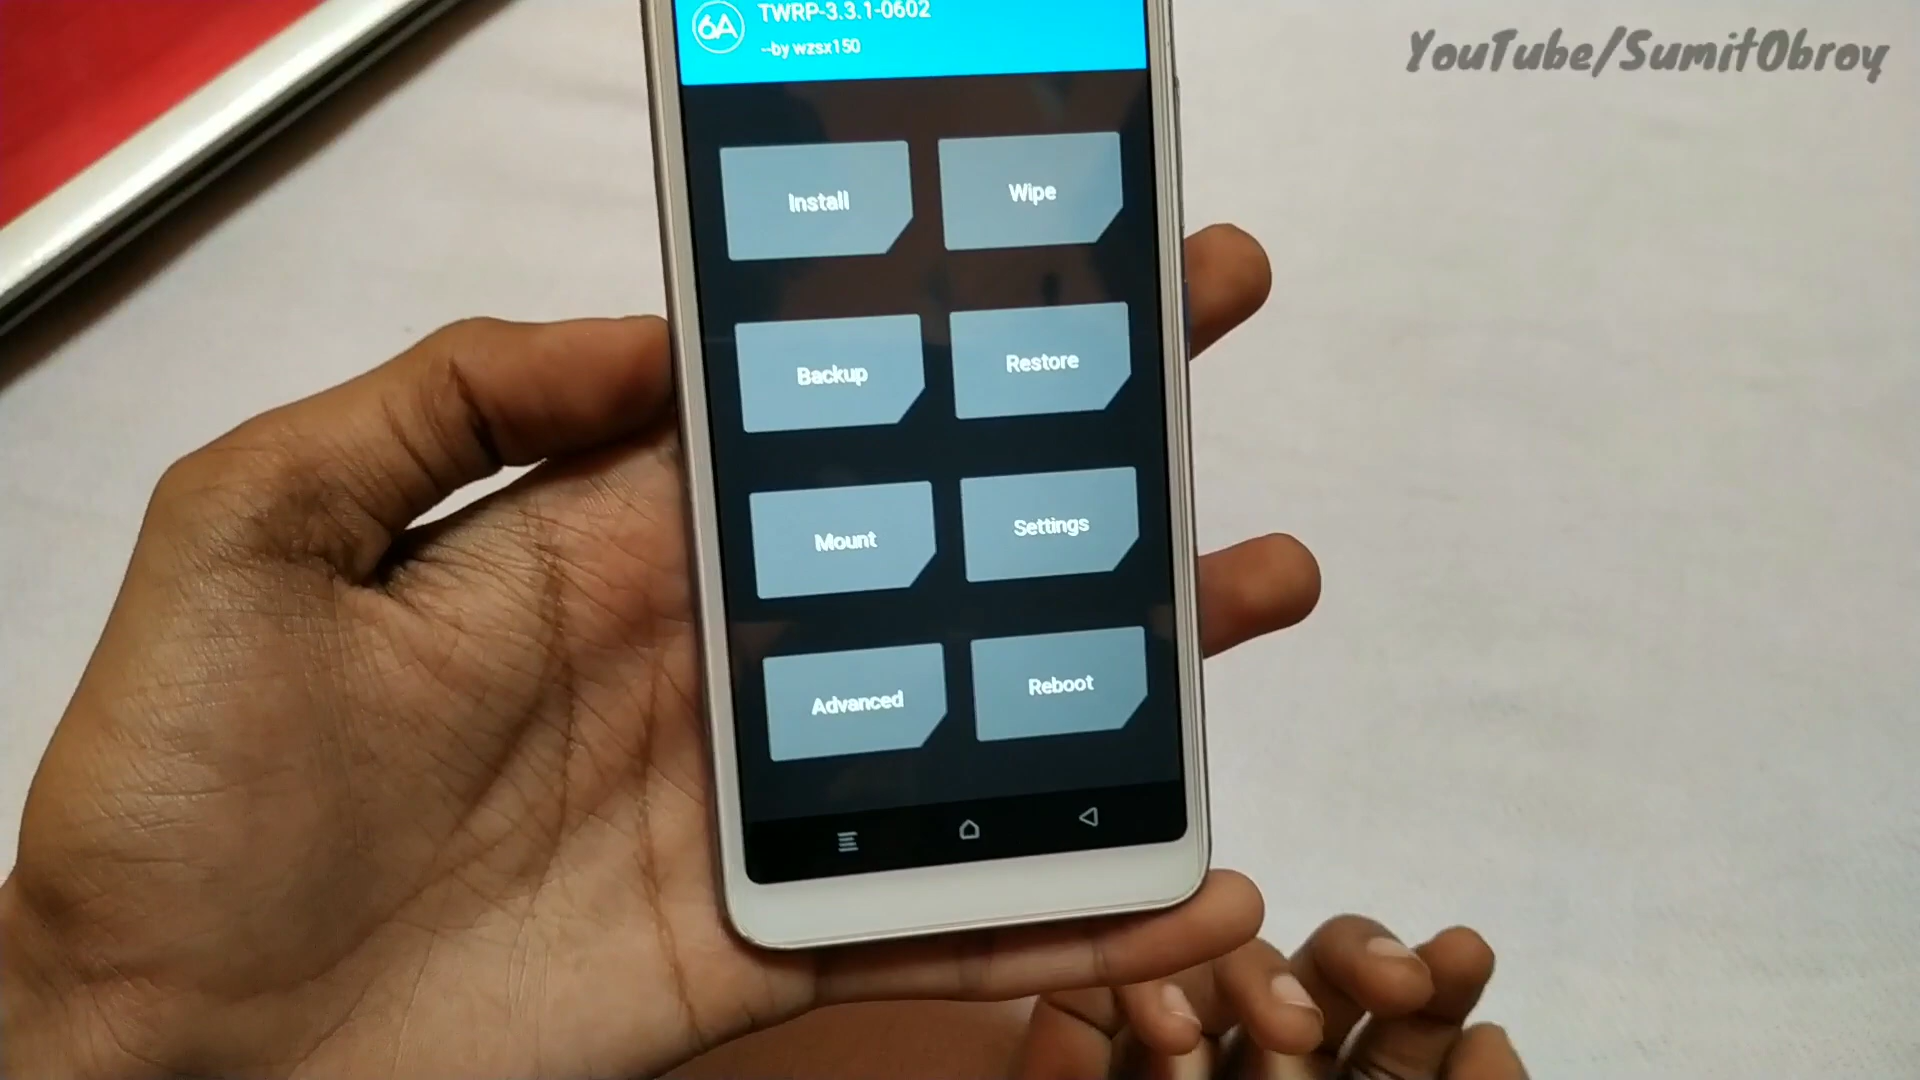 YouTube/SumitObroy
6A
TWRP-3.3.1-0602
--by wzsx150
Install
Wipe
Backup
Restore
Mount
Settings
Advanced
Reboot